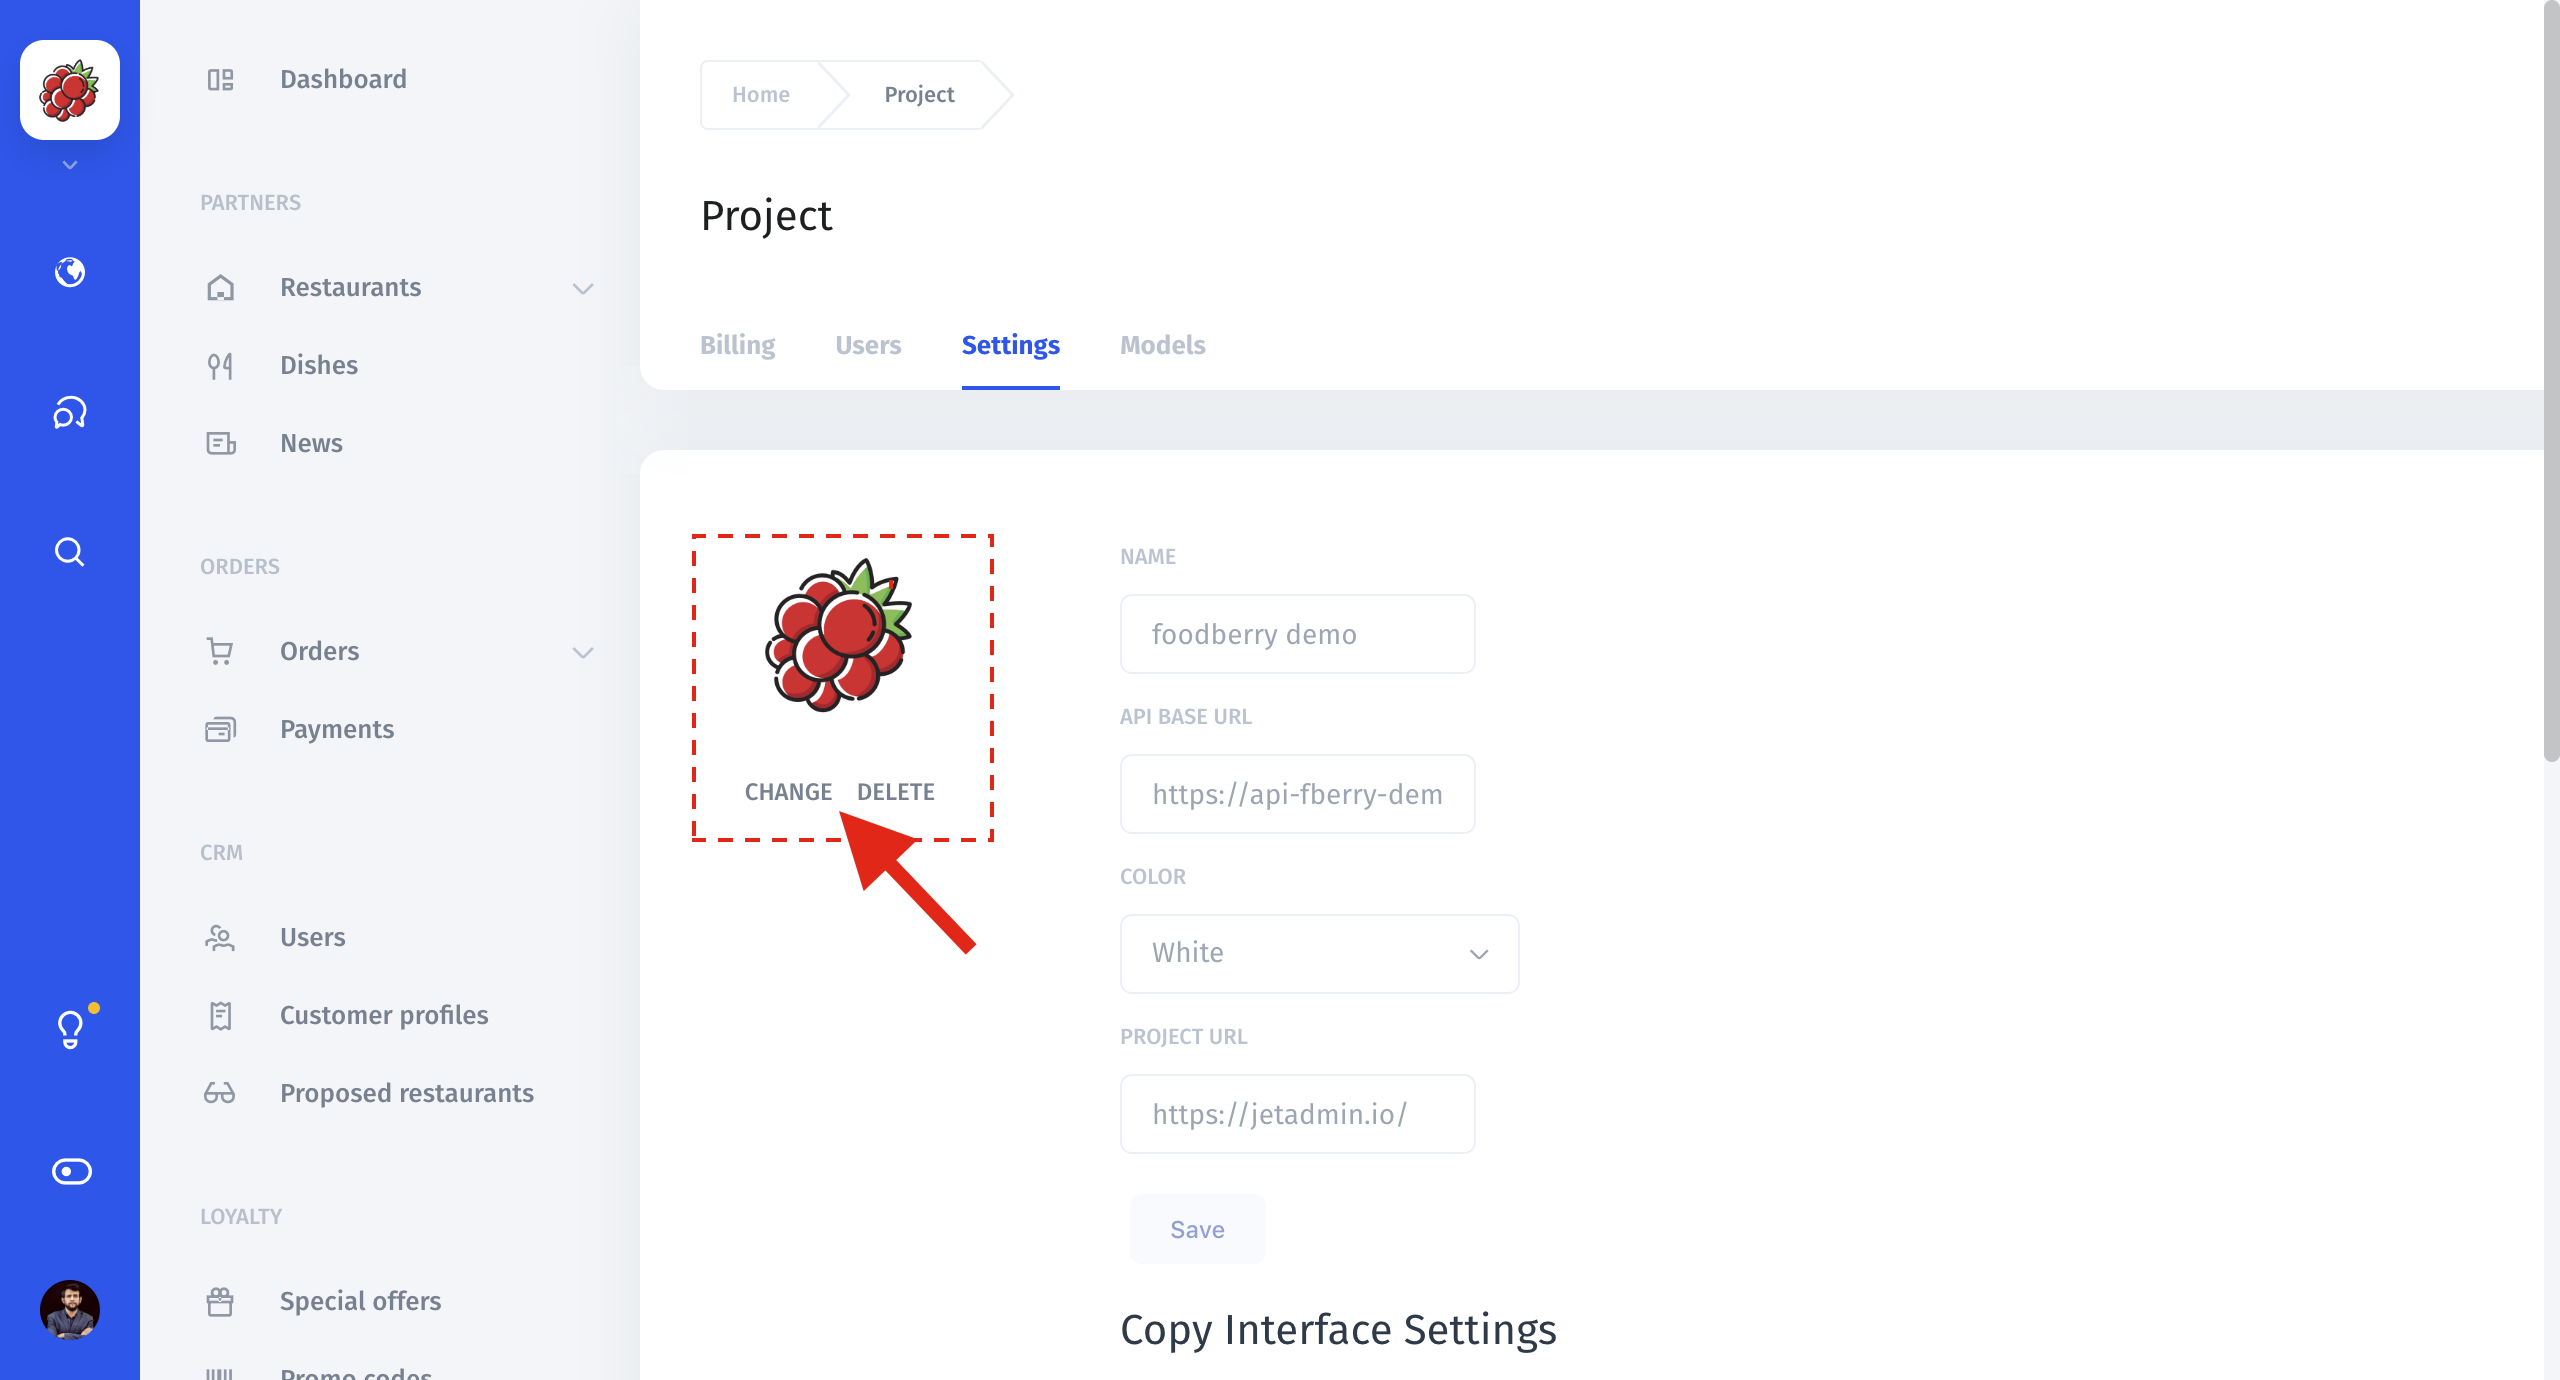 Dashboard
PARTNERS
Restaurants
Dishes
News
ORDERS
Orders
Payments
CRM
Users
Customer profiles
Proposed restaurants
LOYALTY
Special offers
Promo codes
Home
Project
Project
Billing
Users
Settings
Models
CHANGE
DELETE
NAME
foodberry demo
API BASE URL
https://api-fberry-dem
COLOR
White
PROJECT URL
https://jetadmin.io/
Save
Copy Interface Settings